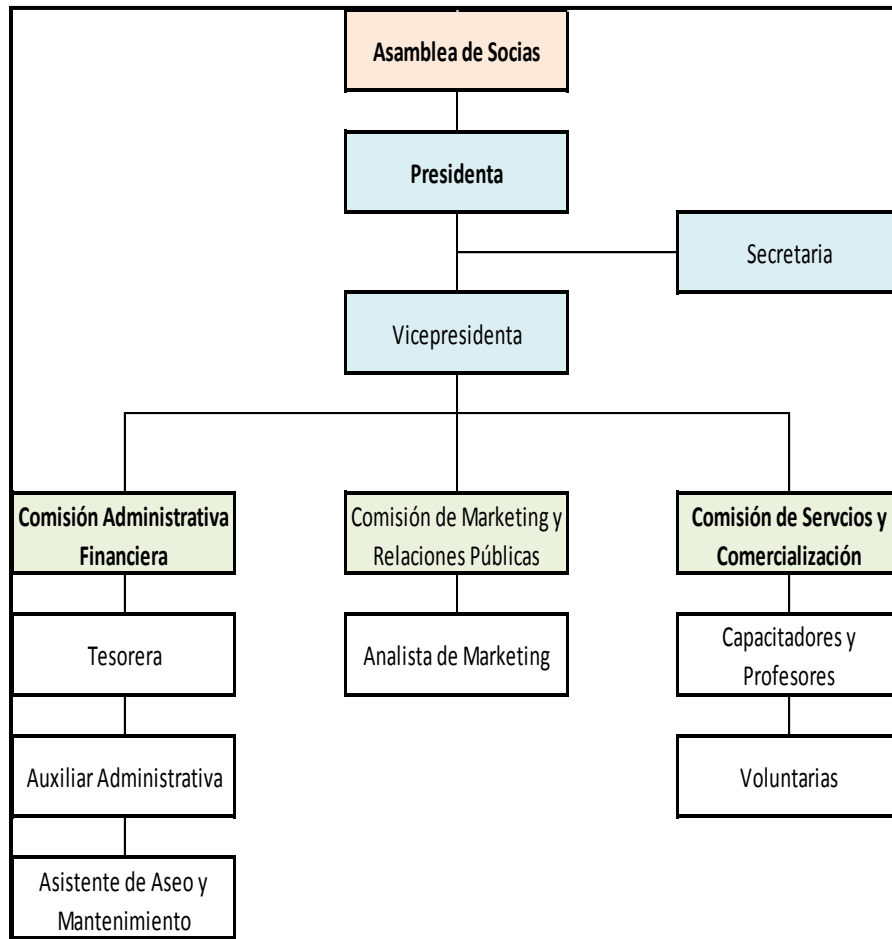 Asamblea de Socias
Presidenta
Secretaria
Vicepresidenta
Comisión Administrativa
Financiera
Comisión de Marketing y
Relaciones Públicas
Comisión de Servcios y
Comercialización
Tesorera
Analista de Marketing
Capacitadores y
Profesores
Auxiliar Administrativa
Voluntarias
Asistente de Aseo y
Mantenimiento